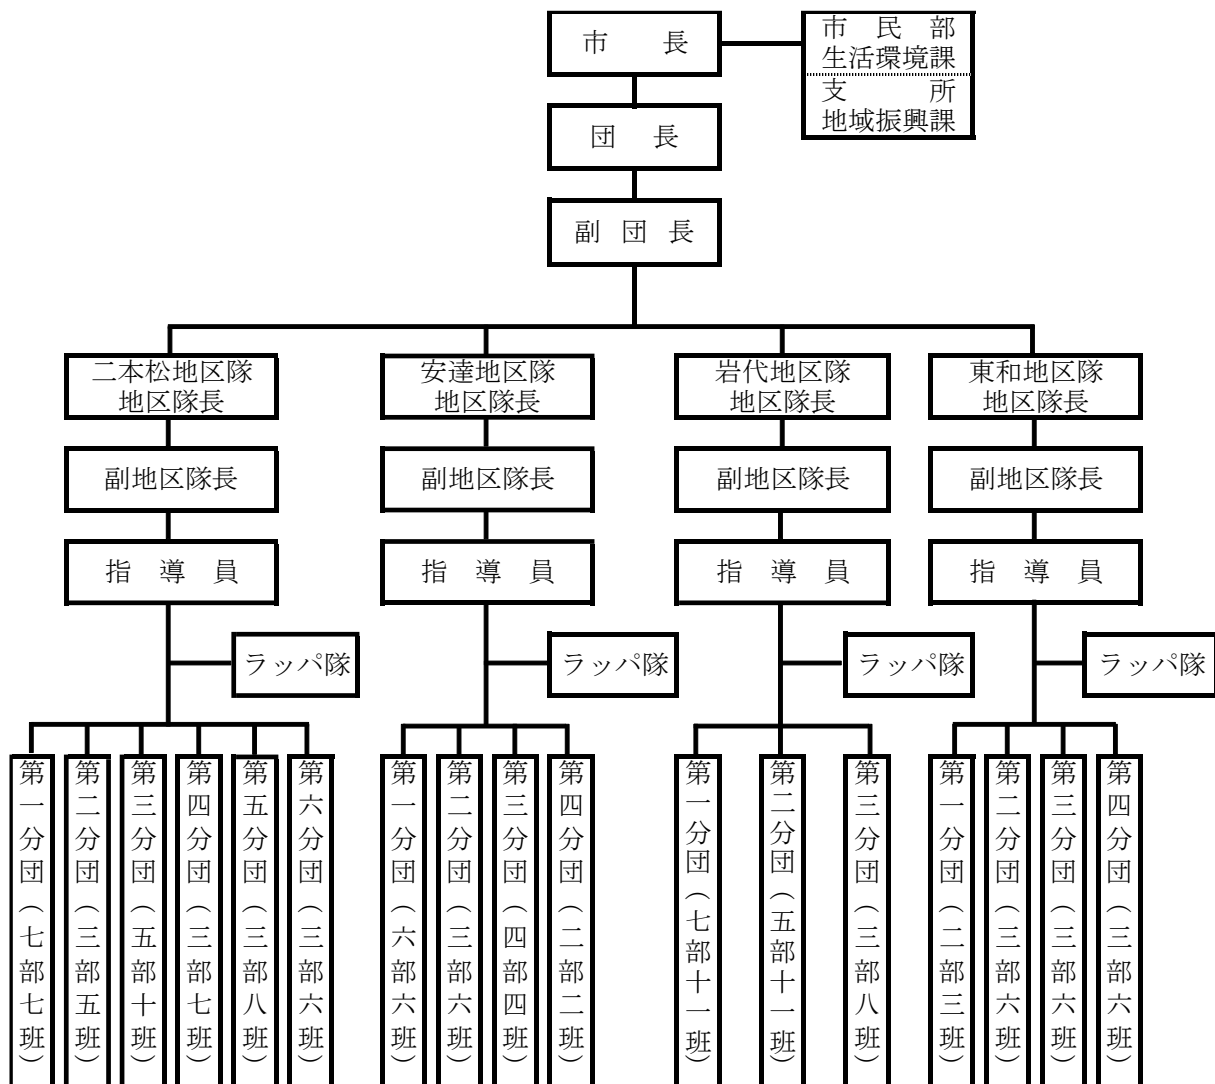 市長
市民部
生活環境課
支所
地域振興課
団長
副団長
二本松地区隊
地区隊長
安達地区隊
地区隊長
岩代地区隊
地区隊長
東和地区隊
地区隊長
副地区隊長
副地区隊長
副地区隊長
副地区隊長
指導員
指導員
指導員
指導員
ラッパ隊
ラッパ隊
ラッパ隊
ラッパ隊
第一分団(七部七班)
第二分団(三部五班)
第三分団(五部十班)
第四分団(三部七班)
第五分団(三部八班)
第六分団(三部六班)
第一分団(六部六班)
第二分団(三部六班)
第三分団(四部四班)
第四分団(二部二班)
第一分団(七部十一班)
第二分団(五部十一班)
第三分団(三部八班)
第一分団(二部三班)
第二分団(三部六班)
第三分団(三部六班)
第四分団(三部六班)